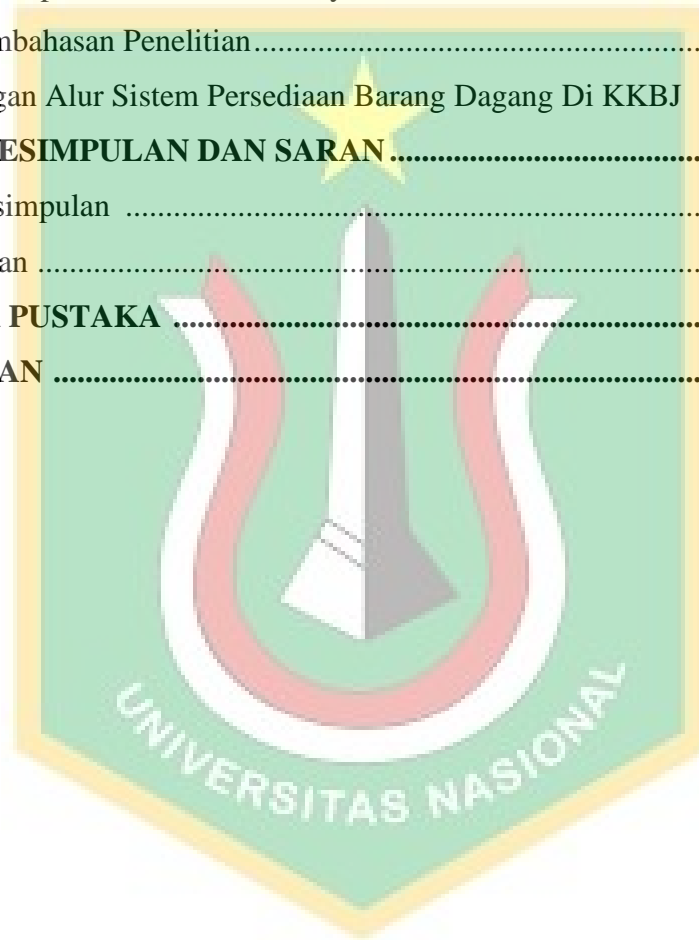 mbahasan Penelitian
gan Alur Sistem Persediaan Barang Dagang Di KKBJ
ESIMPULAN DAN SARAN
simpulan
an
PUSTAKA
AN
UNIVERSITAS NASIONAL